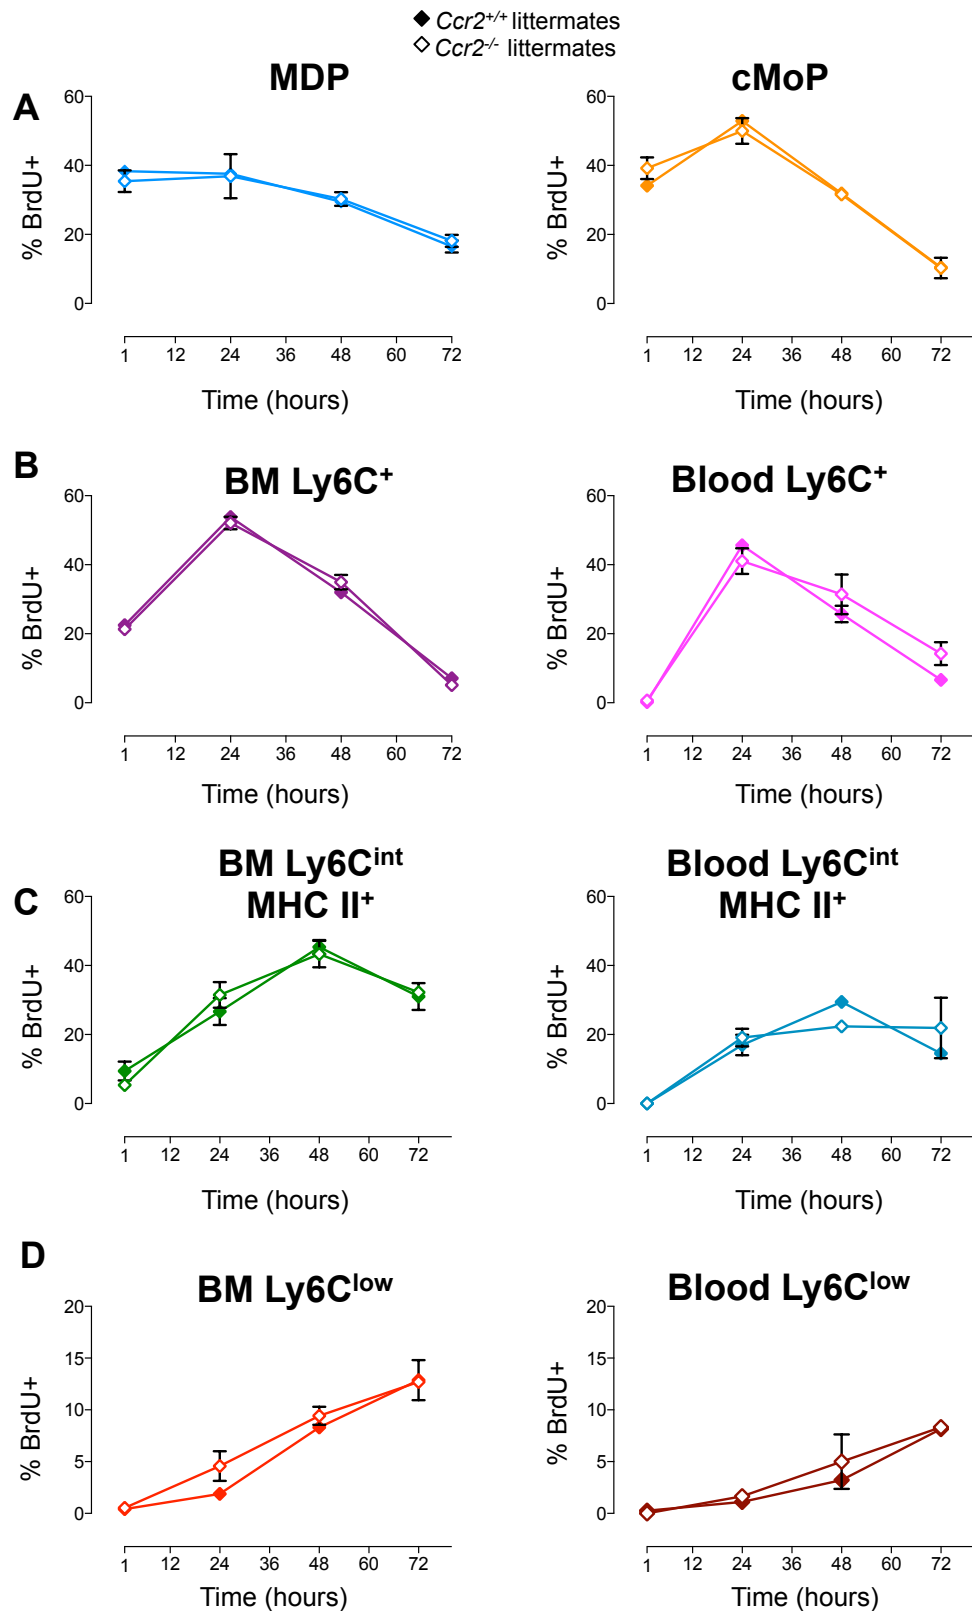 Ccr2+/+ littermates
Ccr2-/- littermates
A
MDP
% BrdU+
60
40
20
0
1 12 24 36 48 60 72
Time (hours)
cMoP
% BrdU+
60
40
20
0
1 12 24 36 48 60 72
Time (hours)
B
BM Ly6C+
% BrdU+
60
40
20
0
1 12 24 36 48 60 72
Time (hours)
Blood Ly6C+
% BrdU+
60
40
20
0
1 12 24 36 48 60 72
Time (hours)
C
BM Ly6Cint
MHC II+
% BrdU+
60
40
20
0
1 12 24 36 48 60 72
Time (hours)
Blood Ly6Cint
MHC II+
% BrdU+
60
40
20
0
1 12 24 36 48 60 72
Time (hours)
D
BM Ly6Clow
% BrdU+
20
15
10
5
0
1 12 24 36 48 60 72
Time (hours)
Blood Ly6Clow
% BrdU+
20
15
10
5
0
1 12 24 36 48 60 72
Time (hours)